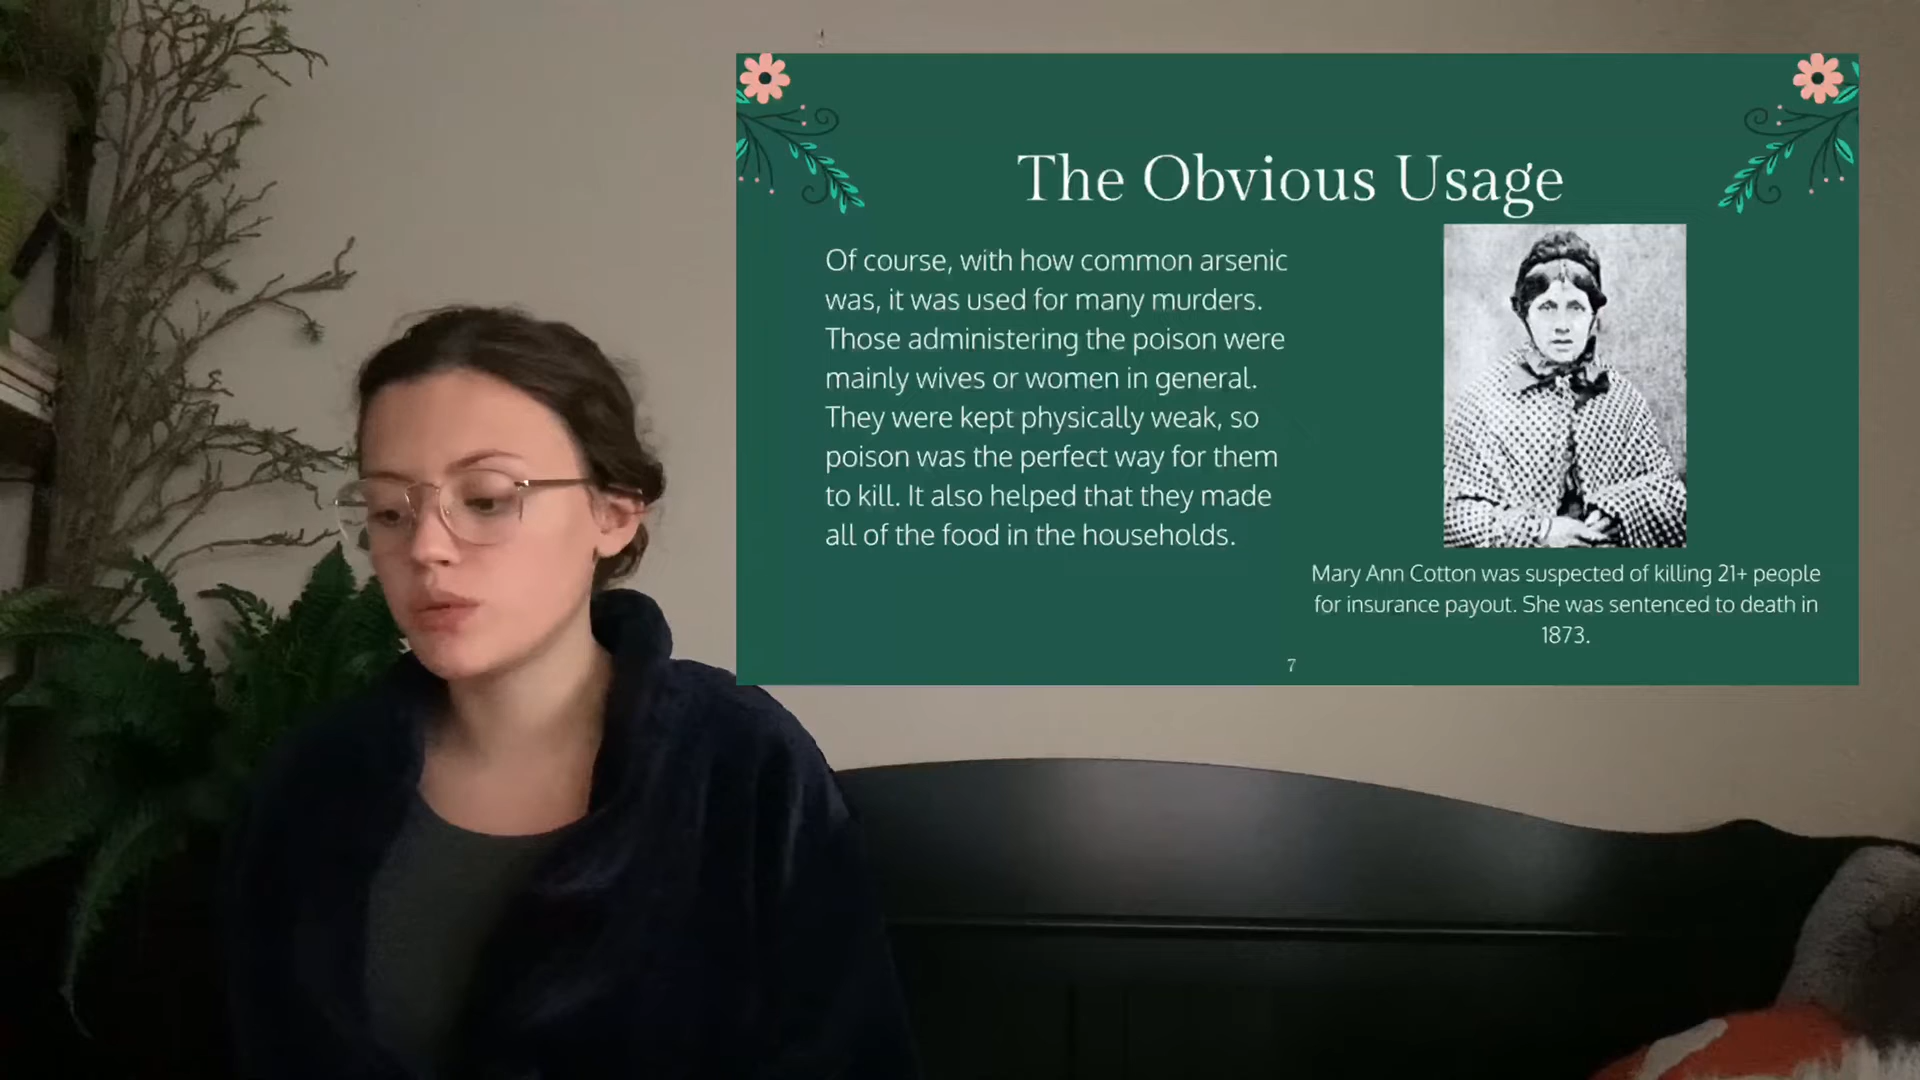 The Obvious Usage
Of course, with how common arsenic
was, it was used for many murders.
Those administering the poison were
mainly wives or women in general.
They were kept physically weak, so
poison was the perfect way for them
to kill. It also helped that they made
all of the food in the households.
Mary Ann Cotton was suspected of killing 21+ people
for insurance payout. She was sentenced to death in
1873.
7